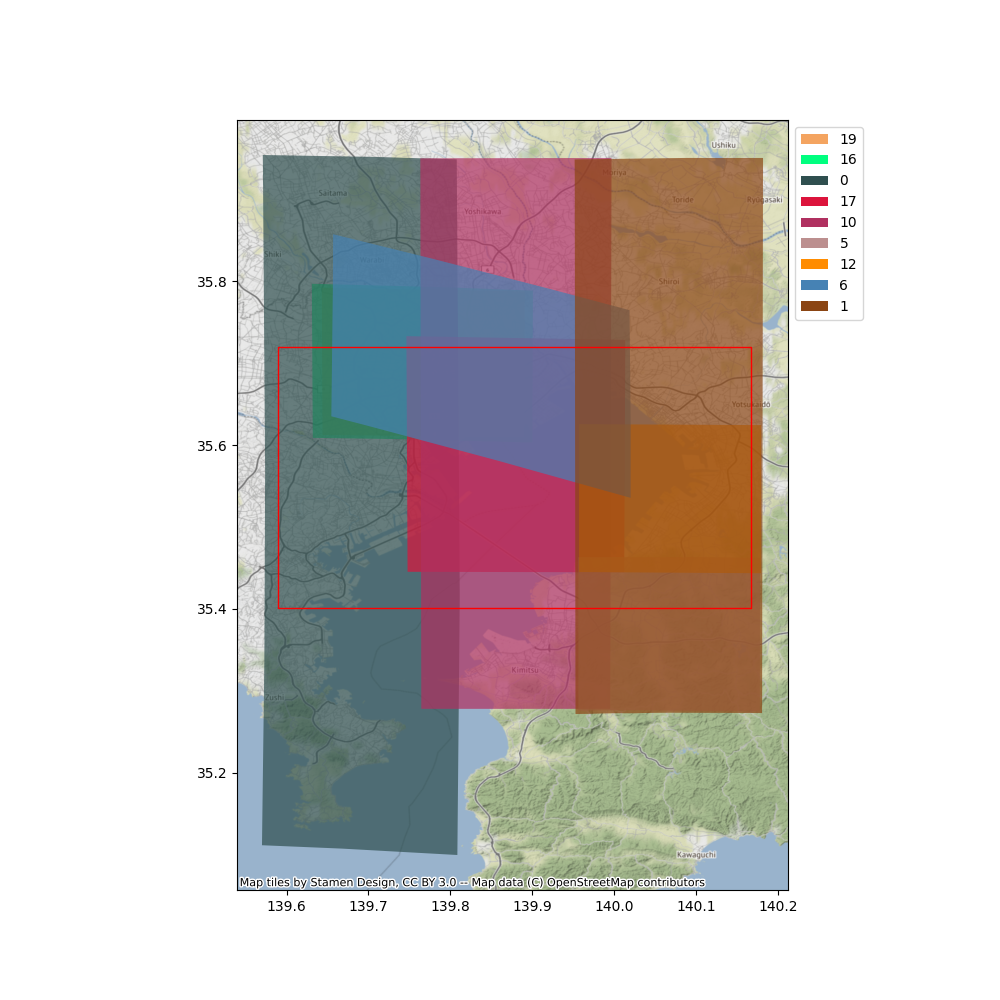 Ushiku
Moriya
Saitama
Toride
Ryugasaki
Yoshikawa
Shiki
Shiroi
Yotsukaidō
Kimitsu
Zushi
Kawaguchi
Map tiles by Stamen Design, CC BY 3.0 -- Map data (C) OpenStreetMap contributors
35.8
35.6
35.4
35.2
139.6 139.7 139.8 139.9 140.0 140.1 140.2
19
16
0
17
10
5
12
6
1